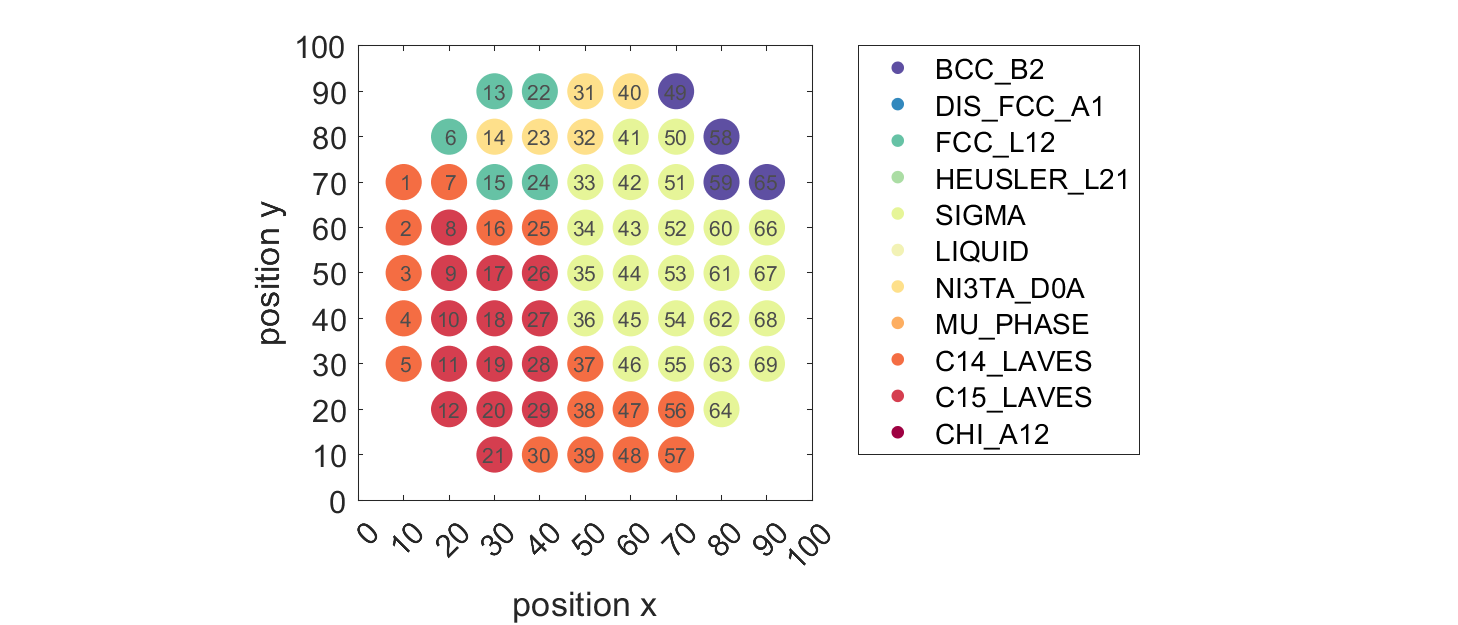 100
90
80
70
60
50
40
30
20
10
0
position y
13 22 31 40 49
6 14 23 32 41 50 58
1 7 15 24 33 42 51 59 65
2 8 16 25 34 43 52 60 66
3 9 17 26 35 44 53 61 67
4 10 18 27 36 45 54 62 68
5 11 19 28 37 46 55 63 69
12 20 29 38 47 56 64
21 30 39 48 57
0 10 20 30 40 50 60 70 80 90 100
position x
BCC_B2
DIS_FCC_A1
FCC_L12
HEUSLER_L21
SIGMA
LIQUID
NI3TA_D0A
MU_PHASE
C14_LAVES
C15_LAVES
CHI_A12